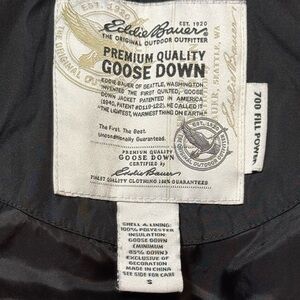 EST. 1920
Eddie Bauer
THE ORIGINAL OUTDOOR OUTFITTER
PREMIUM QUALITY
GOOSE DOWN
EDDIE BAUER OF SEATTLE, WASHINGTON
INVENTED THE FIRST QUILTED, GOOSE
DOWN JACKET PATENTED IN AMERICA
(1940, PATENT #D119-122). HE CALLED IT
"THE LIGHTEST, WARMEST THING ON EARTH"
The First. The Best.
Unconditionally Guaranteed.
PREMIUM QUALITY
GOOSE DOWN
CERTIFIED by
Eddie Bauer
FINEST QUALITY CLOTHING 100% GUARANTEED
700 FILL POWER
SHELL & LINING:
100% POLYESTER
INSULATION:
GOOSE DOWN
(MINIMUM
85% DOWN)
EXCLUSIVE OF
DECORATION
MADE IN CHINA
SEE SIDE FOR CARE
S